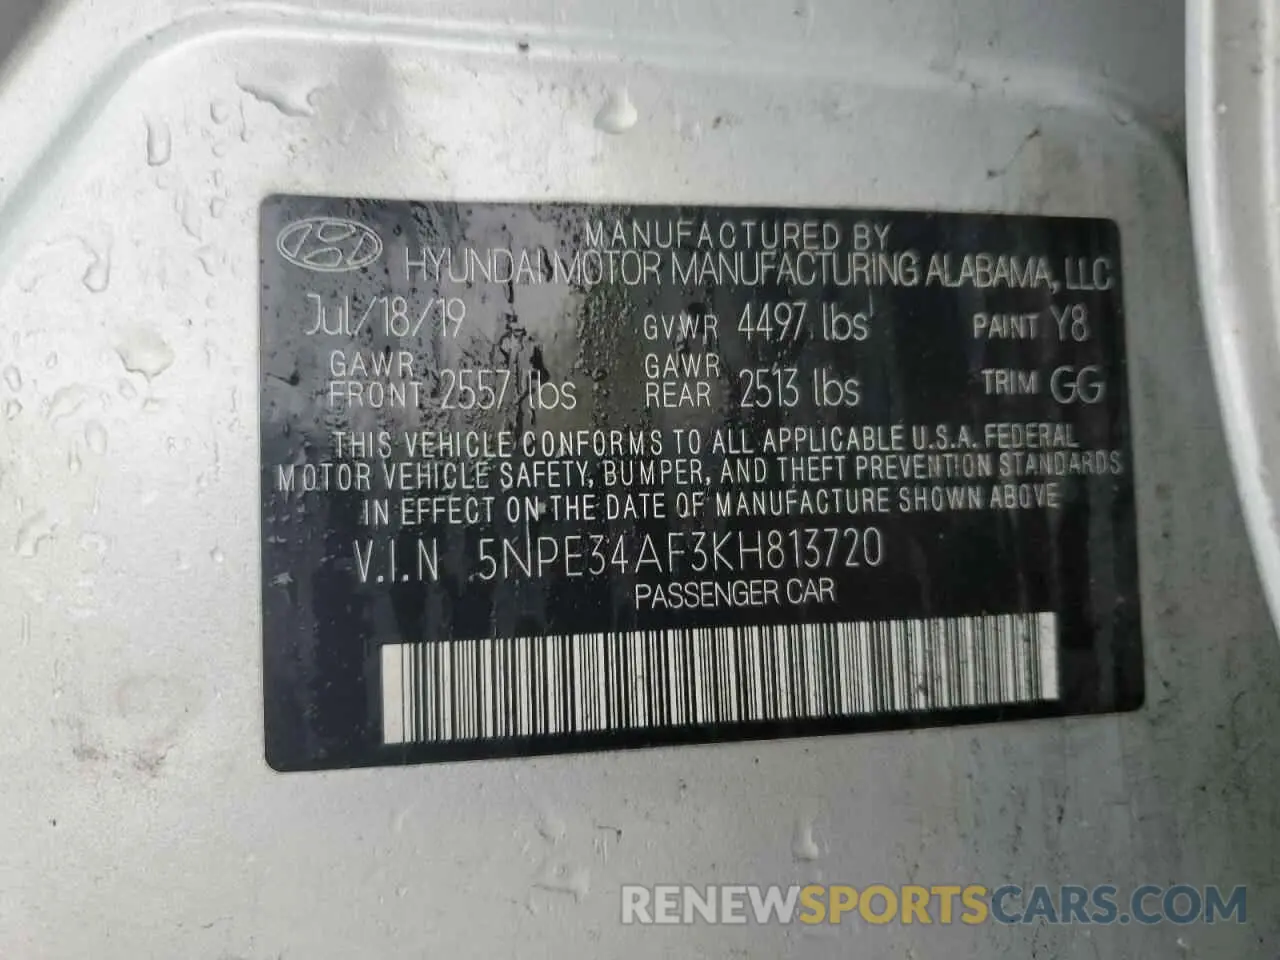 MANUFACTURED BY
HYUNDAI MOTOR MANUFACTURING ALABAMA, LLC
Jul/18/19 GVWR 4497 lbs PAINT Y8
GAWR FRONT 2557 lbs GAWR REAR 2513 lbs TRIM GG
THIS VEHICLE CONFORMS TO ALL APPLICABLE U.S.A. FEDERAL
MOTOR VEHICLE SAFETY, BUMPER, AND THEFT PREVENTION STANDARDS
IN EFFECT ON THE DATE OF MANUFACTURE SHOWN ABOVE
V.I.N 5NPE34AF3KH813720
PASSENGER CAR
RENEWSPORTSCARS.COM